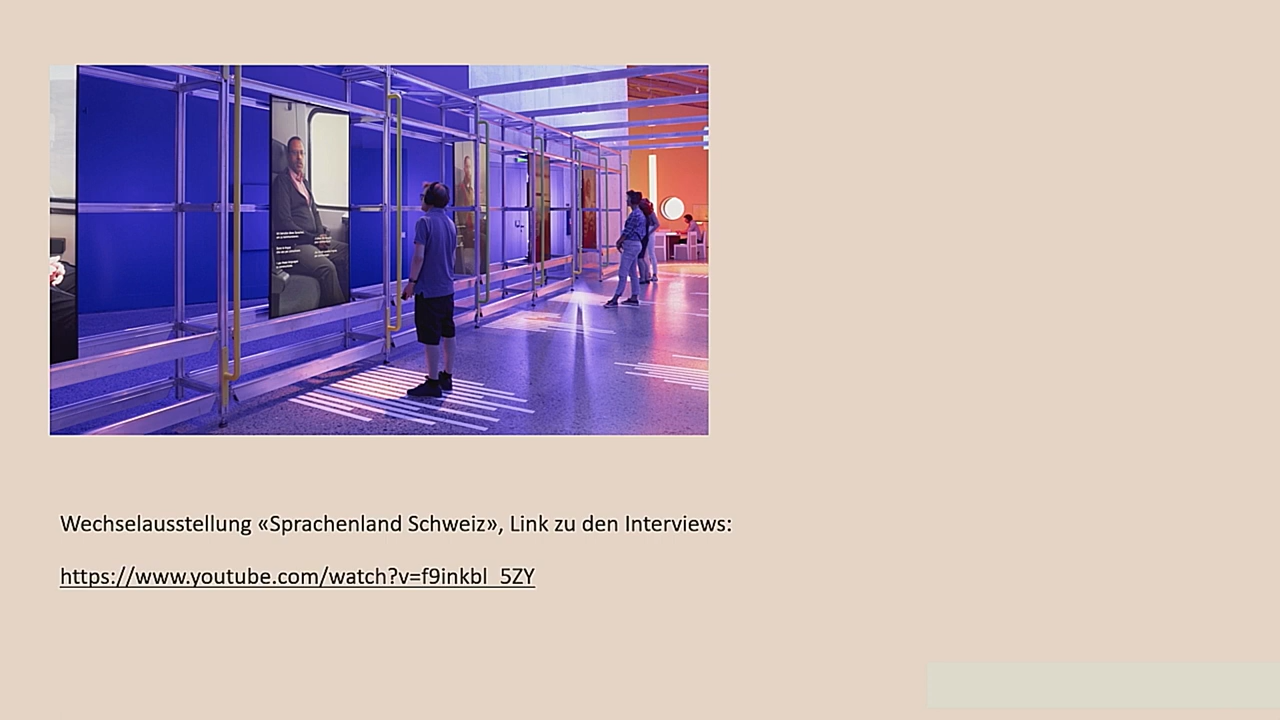 Wechselausstellung «Sprachenland Schweiz», Link zu den Interviews:
https://www.youtube.com/watch?v=f9inkbl_5ZY